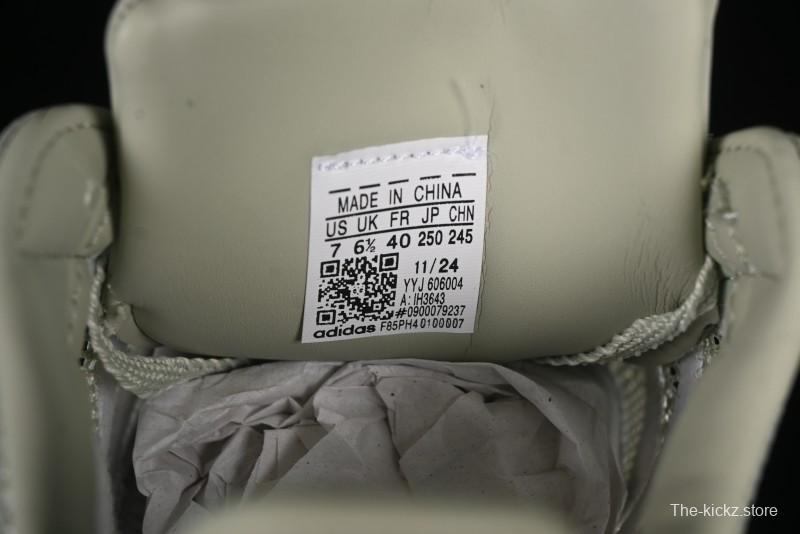 MADE IN CHINA
US UK FR JP CHN
7 6½ 40 250 245
11/24
YYJ 606004
A: IH3643
#0900079237
adidas F85PH40100007
The-kickz.store